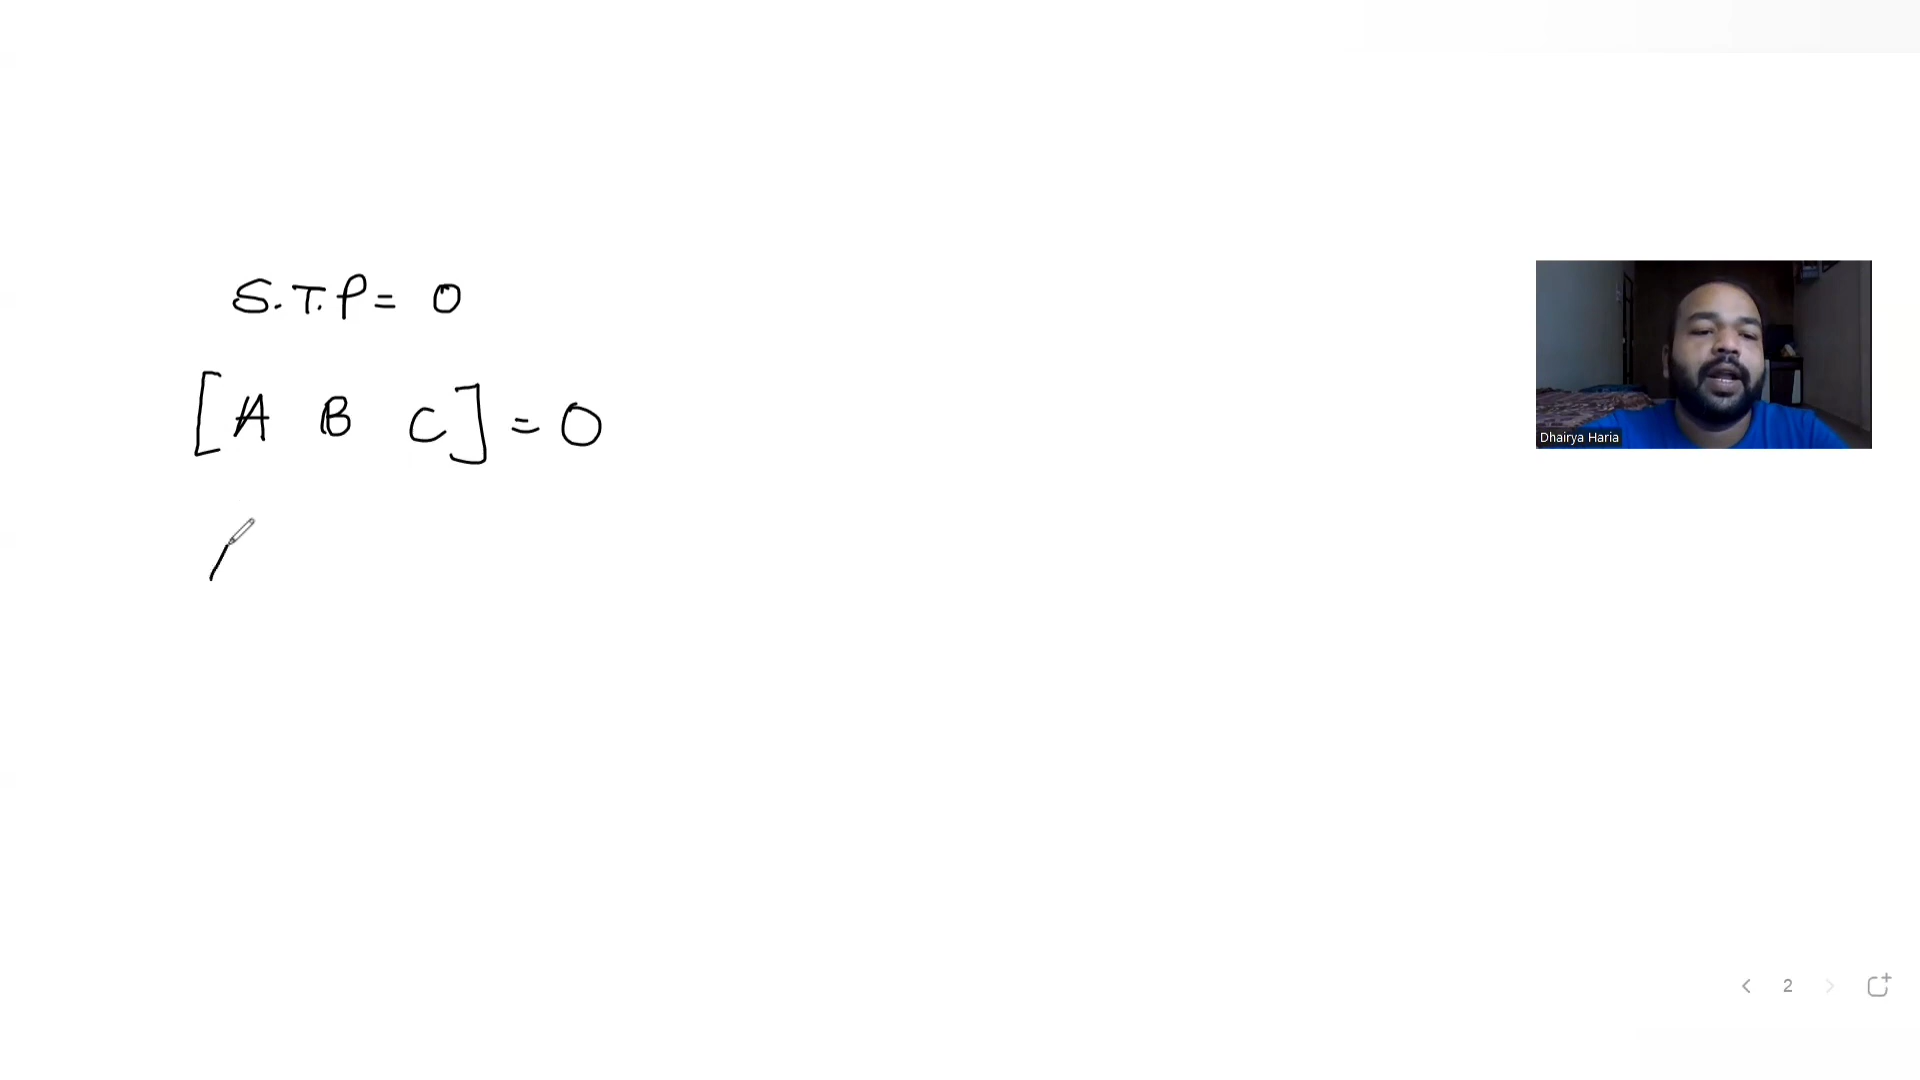 S.T.P = 0
[A B C] = 0
Dhairya Haria
2